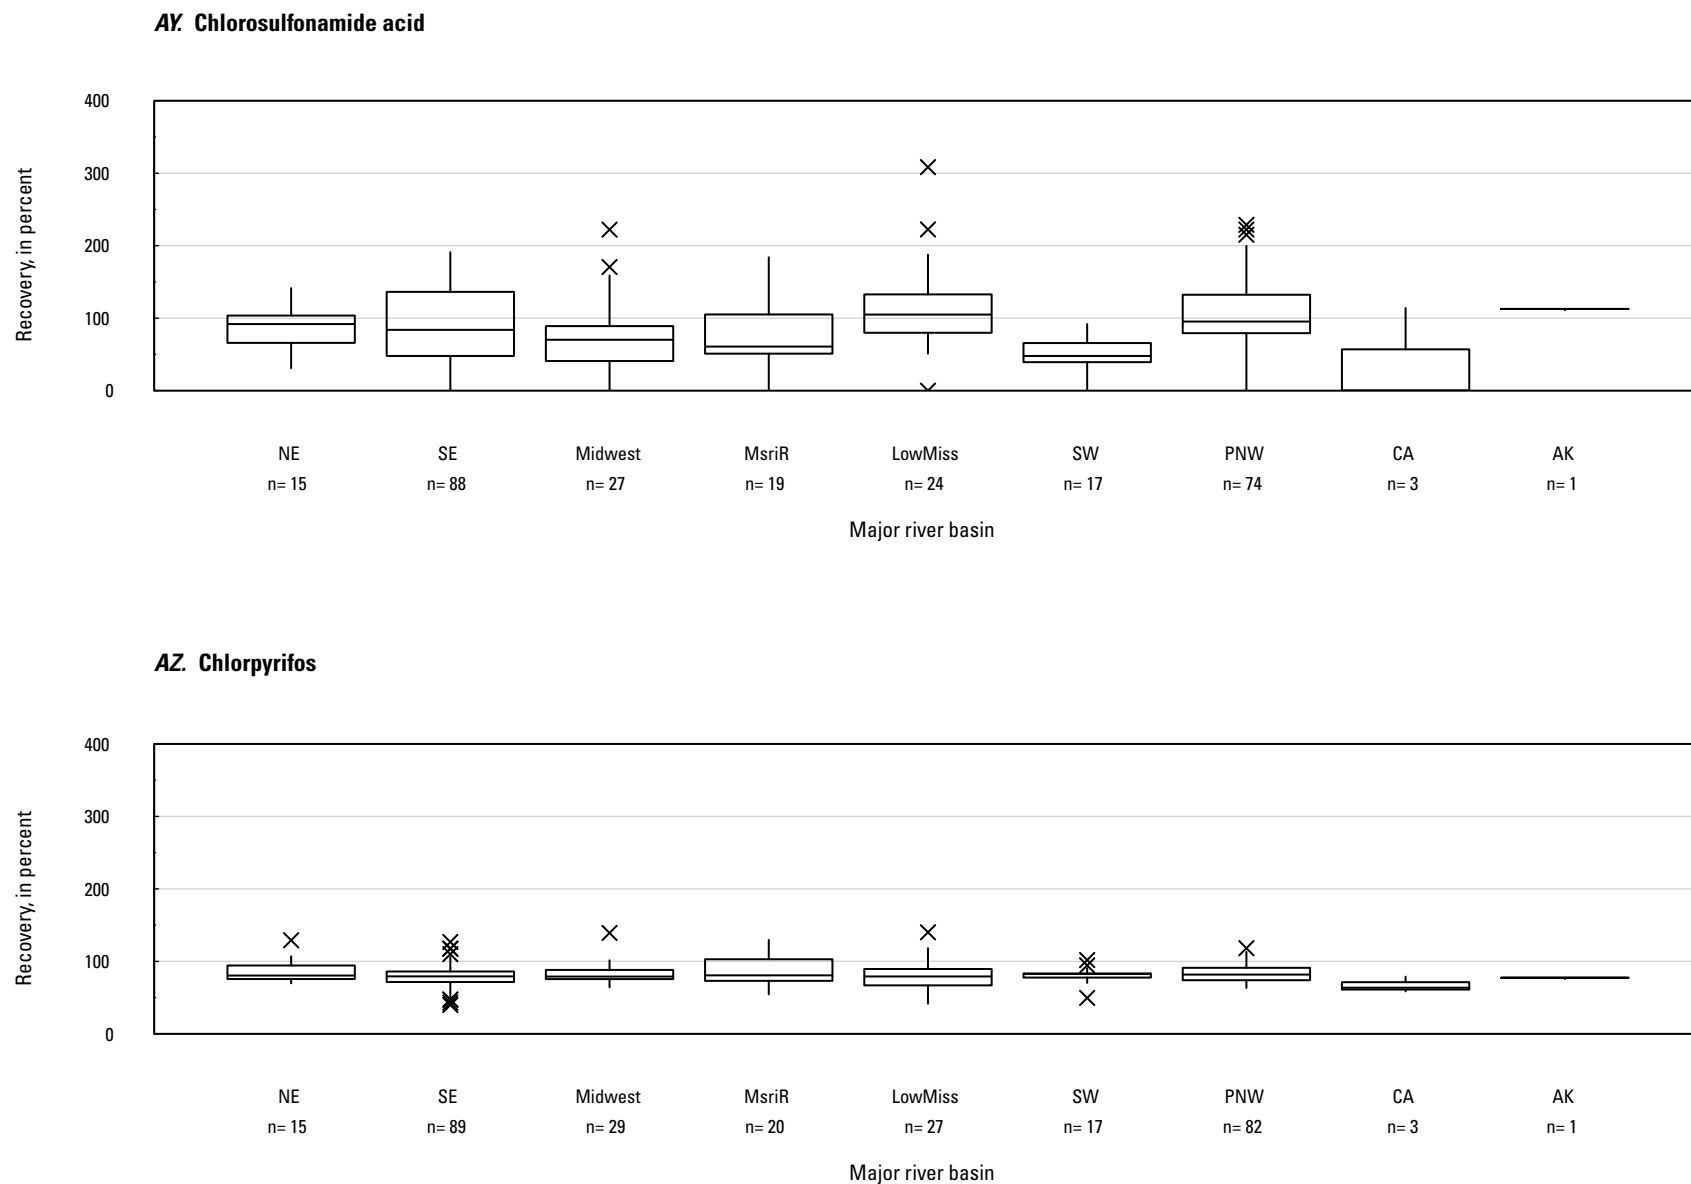 AY. Chlorosulfonamide acid
400
300
200
100
0
Recovery, in percent
NE SE Midwest MsriR LowMiss SW PNW CA AK
n= 15 n= 88 n= 27 n= 19 n= 24 n= 17 n= 74 n= 3 n= 1
Major river basin
AZ. Chlorpyrifos
400
300
200
100
0
Recovery, in percent
NE SE Midwest MsriR LowMiss SW PNW CA AK
n= 15 n= 89 n= 29 n= 20 n= 27 n= 17 n= 82 n= 3 n= 1
Major river basin